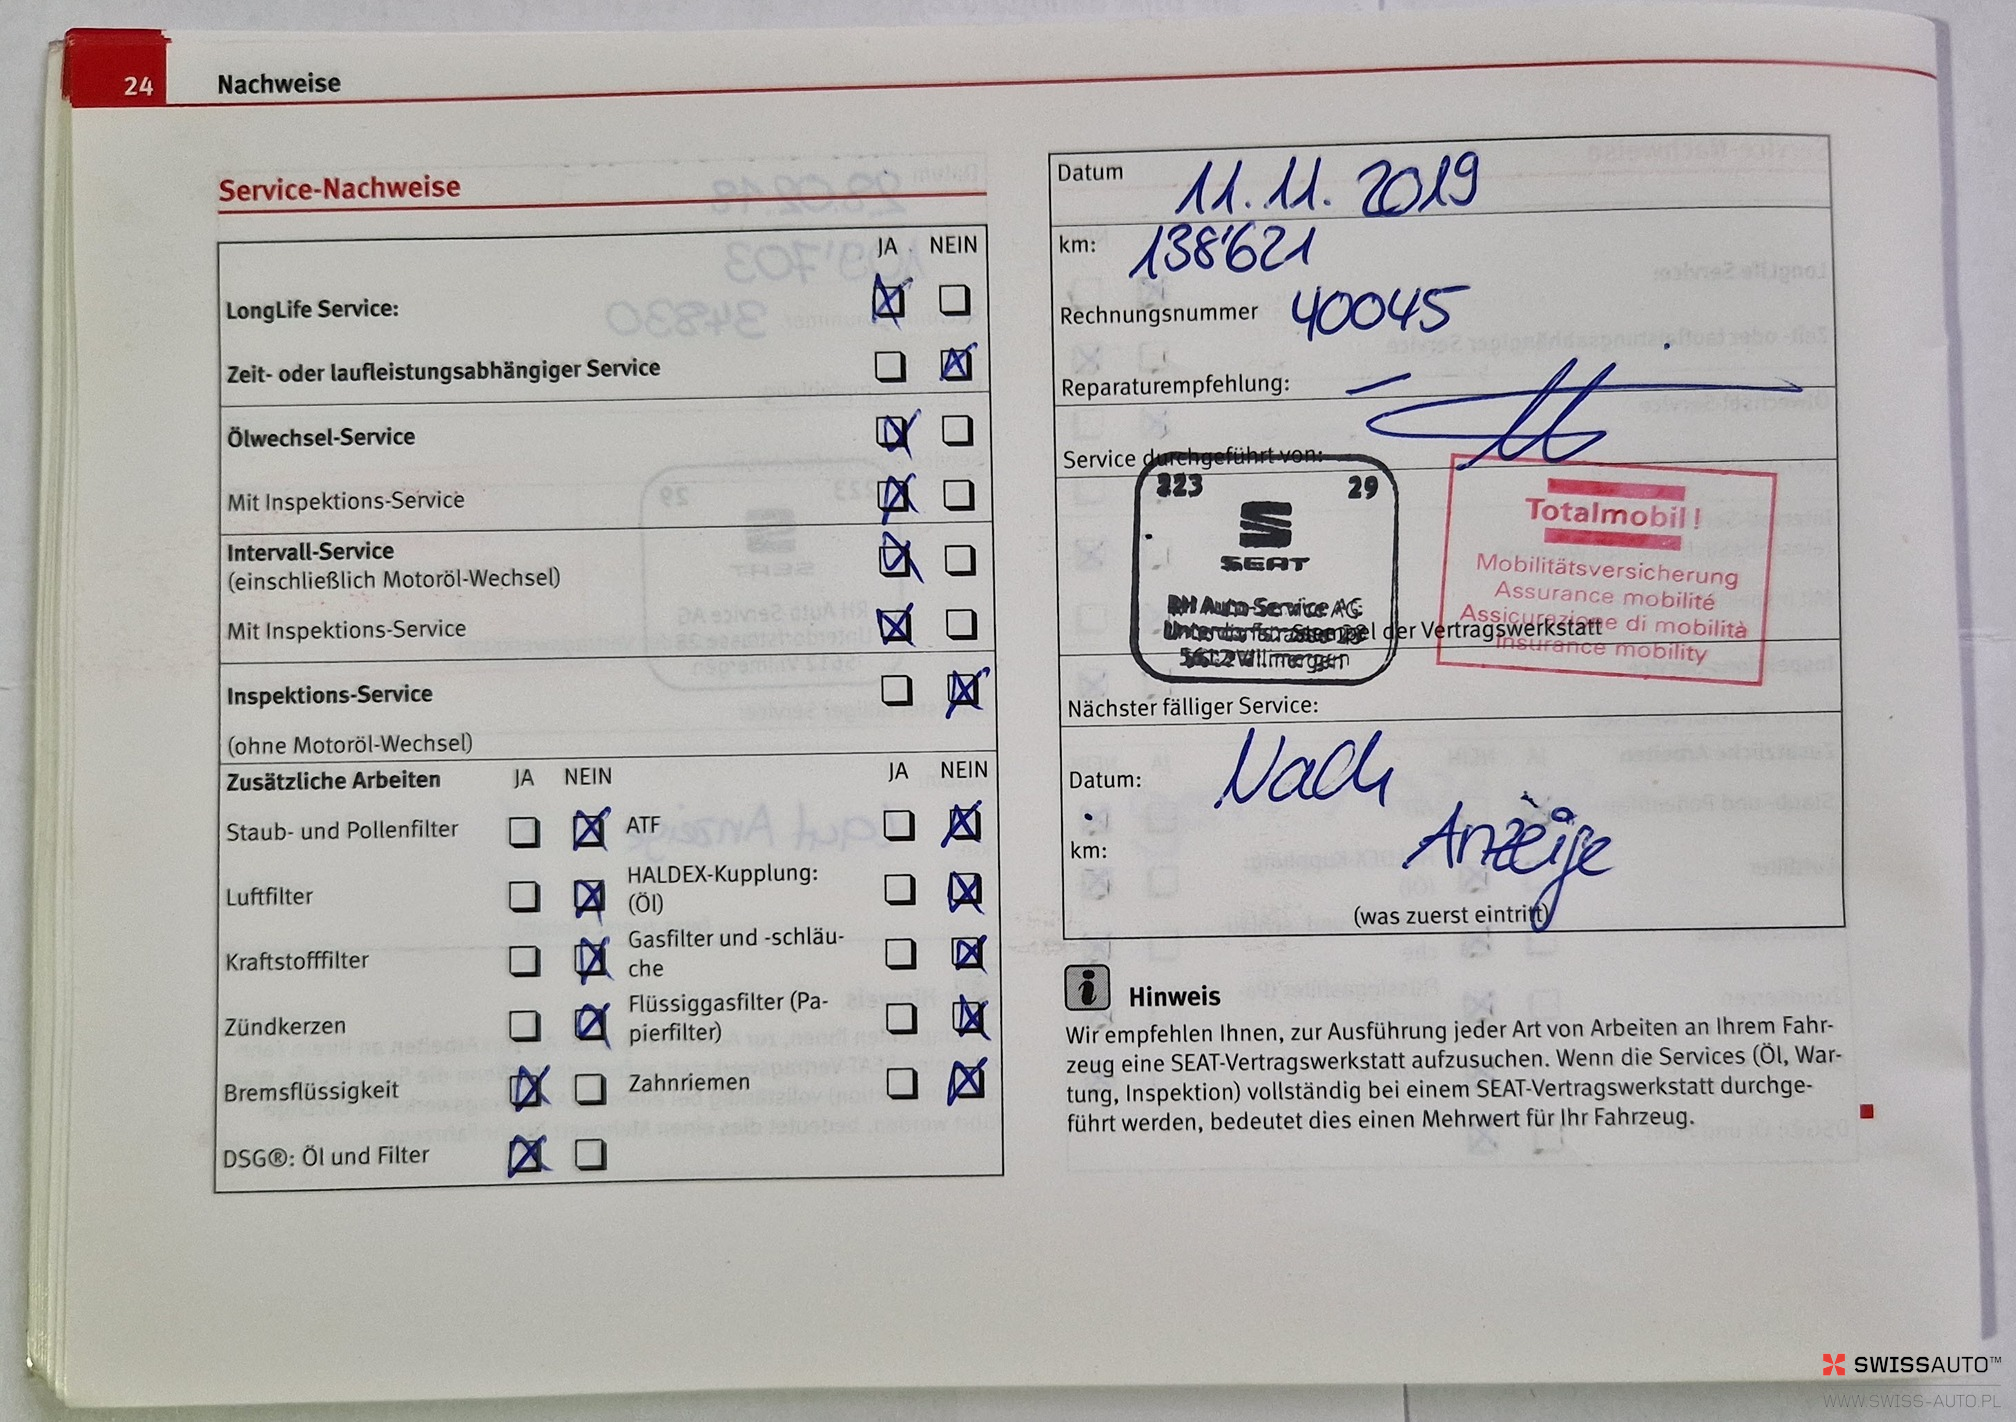 24 Nachweise
Service-Nachweise
JA NEIN
LongLife Service:
Zeit- oder laufleistungsabhängiger Service
Ölwechsel-Service
Mit Inspektions-Service
Intervall-Service
(einschließlich Motoröl-Wechsel)
Mit Inspektions-Service
Inspektions-Service
(ohne Motoröl-Wechsel)
Zusätzliche Arbeiten JA NEIN JA NEIN
Staub- und Pollenfilter ATF
Luftfilter HALDEX-Kupplung:
(Öl)
Kraftstofffilter Gasfilter und -schläu-
che
Zündkerzen Flüssiggasfilter (Pa-
pierfilter)
Bremsflüssigkeit Zahnriemen
DSG®: Öl und Filter
Datum 11.11.2019
km: 138'621
Rechnungsnummer 40045
Reparaturempfehlung:
Service durchgeführt von:
223 29
SEAT
RH Auto-Service AG
Unterdorfstrasse 28
5612 Villmergen
Stempel der Vertragswerkstatt
Totalmobil!
Mobilitätsversicherung
Assurance mobilité
Assicurazione di mobilità
Insurance mobility
Nächster fälliger Service:
Datum: Nach
km: Anzeige
(was zuerst eintritt)
Hinweis
Wir empfehlen Ihnen, zur Ausführung jeder Art von Arbeiten an Ihrem Fahr-
zeug eine SEAT-Vertragswerkstatt aufzusuchen. Wenn die Services (Öl, War-
tung, Inspektion) vollständig bei einem SEAT-Vertragswerkstatt durchge-
führt werden, bedeutet dies einen Mehrwert für Ihr Fahrzeug.
SWISSAUTO™
WWW.SWISS-AUTO.PL